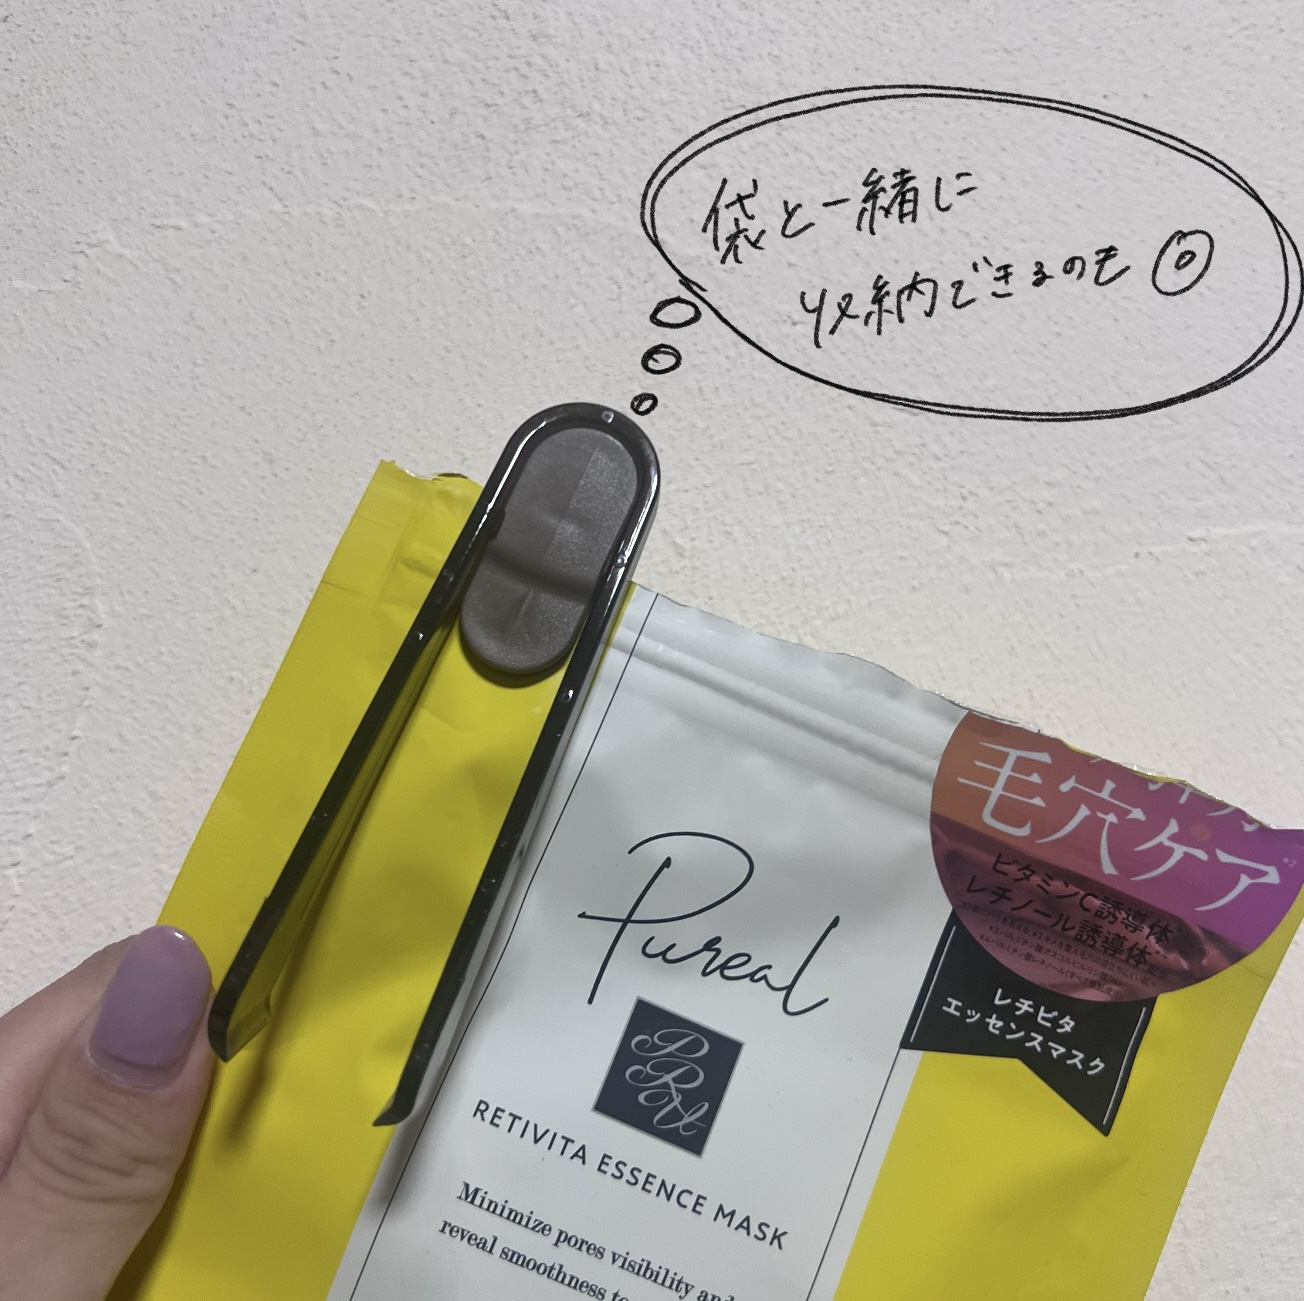 袋と一緒に
収納できるのも◎
毛穴ケア
※2
ビタミンC誘導体
レチノール誘導体
レチビタ
エッセンスマスク
Pureal
PRU
RETIVITA ESSENCE MASK
Minimize pores visibility and
reveal smoothness